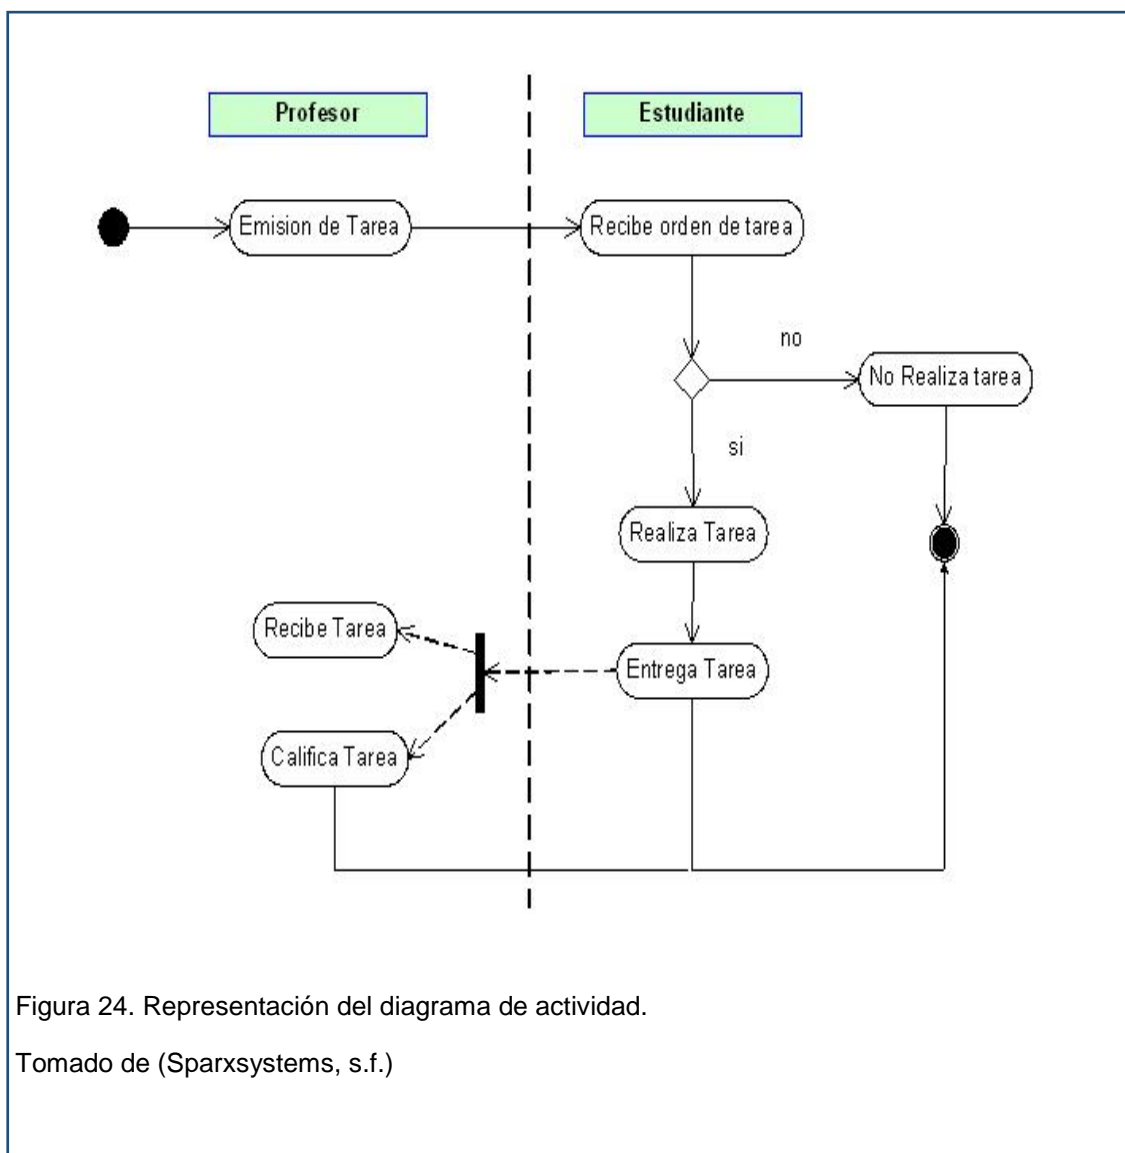 Profesor
Estudiante
Emision de Tarea
Recibe orden de tarea
no
No Realiza tarea
si
Realiza Tarea
Recibe Tarea
Entrega Tarea
Califica Tarea
Figura 24. Representación del diagrama de actividad.
Tomado de (Sparxsystems, s.f.)